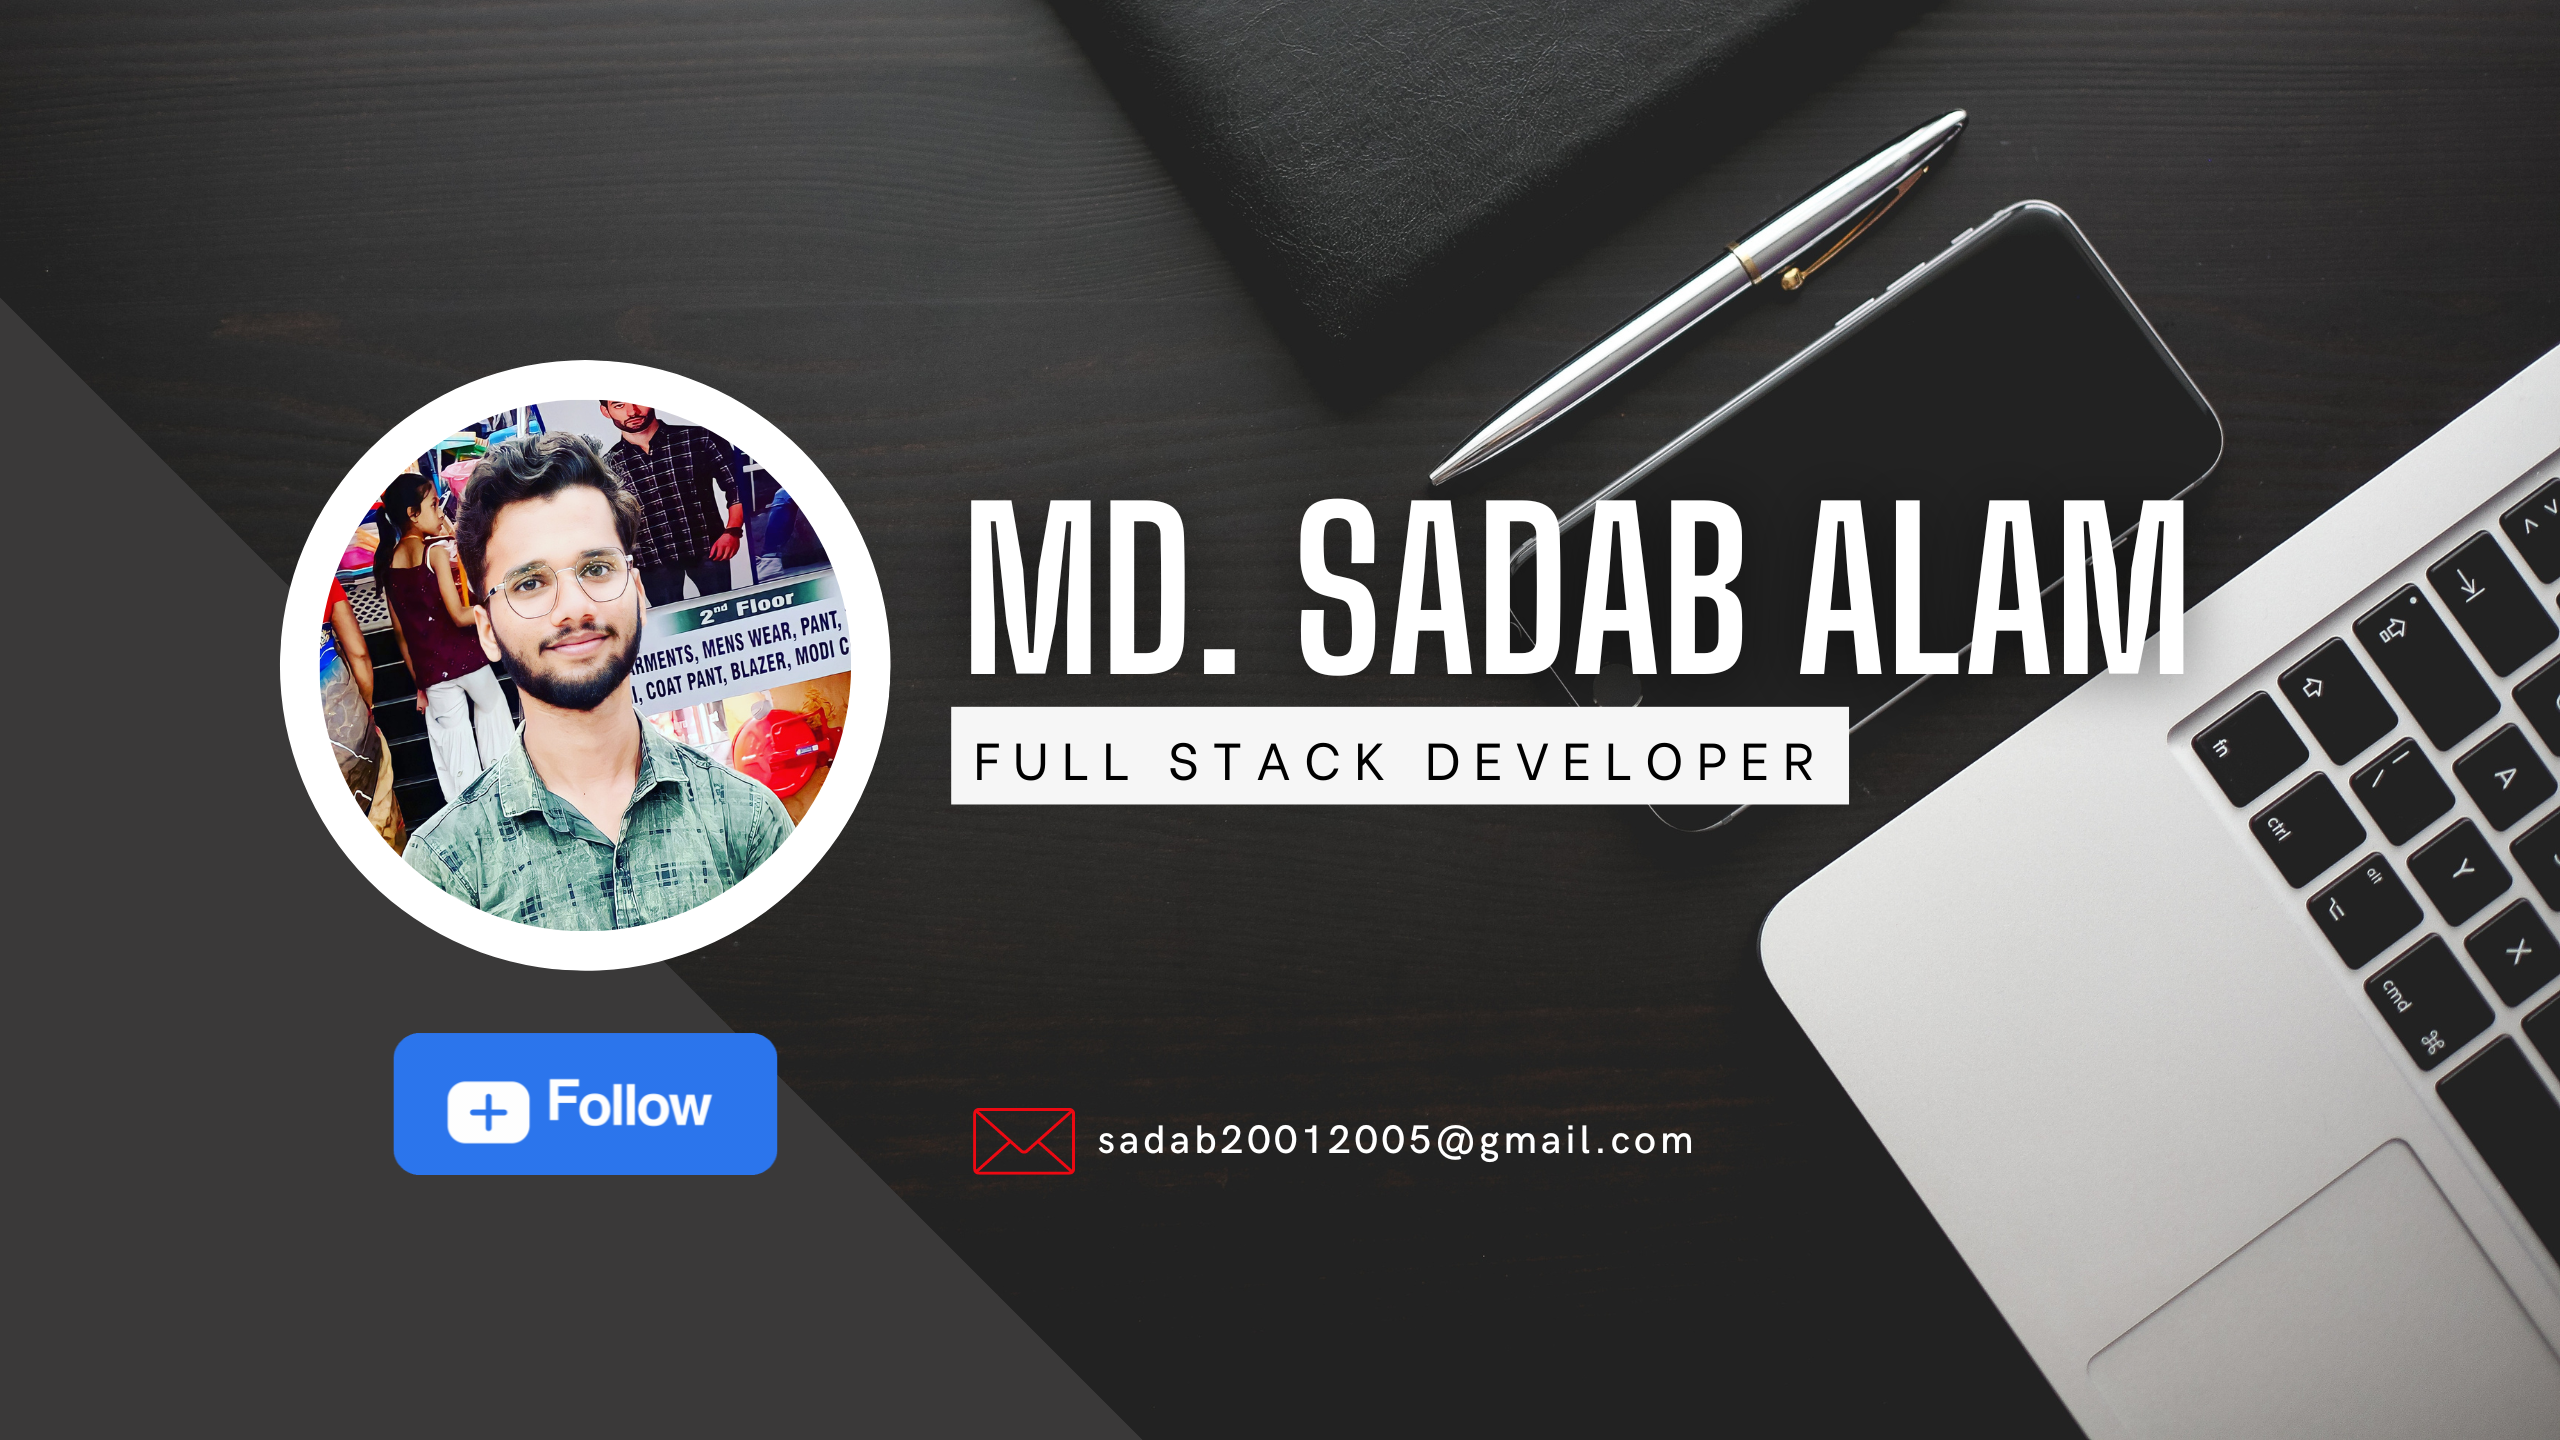 2nd Floor
RMENTS, MENS WEAR, PANT,
COAT PANT, BLAZER, MODI C
MD. SADAB ALAM
FULL STACK DEVELOPER
+ Follow
sadab20012005@gmail.com
fn
ctrl
alt
cmd ⌘
A
Y
X